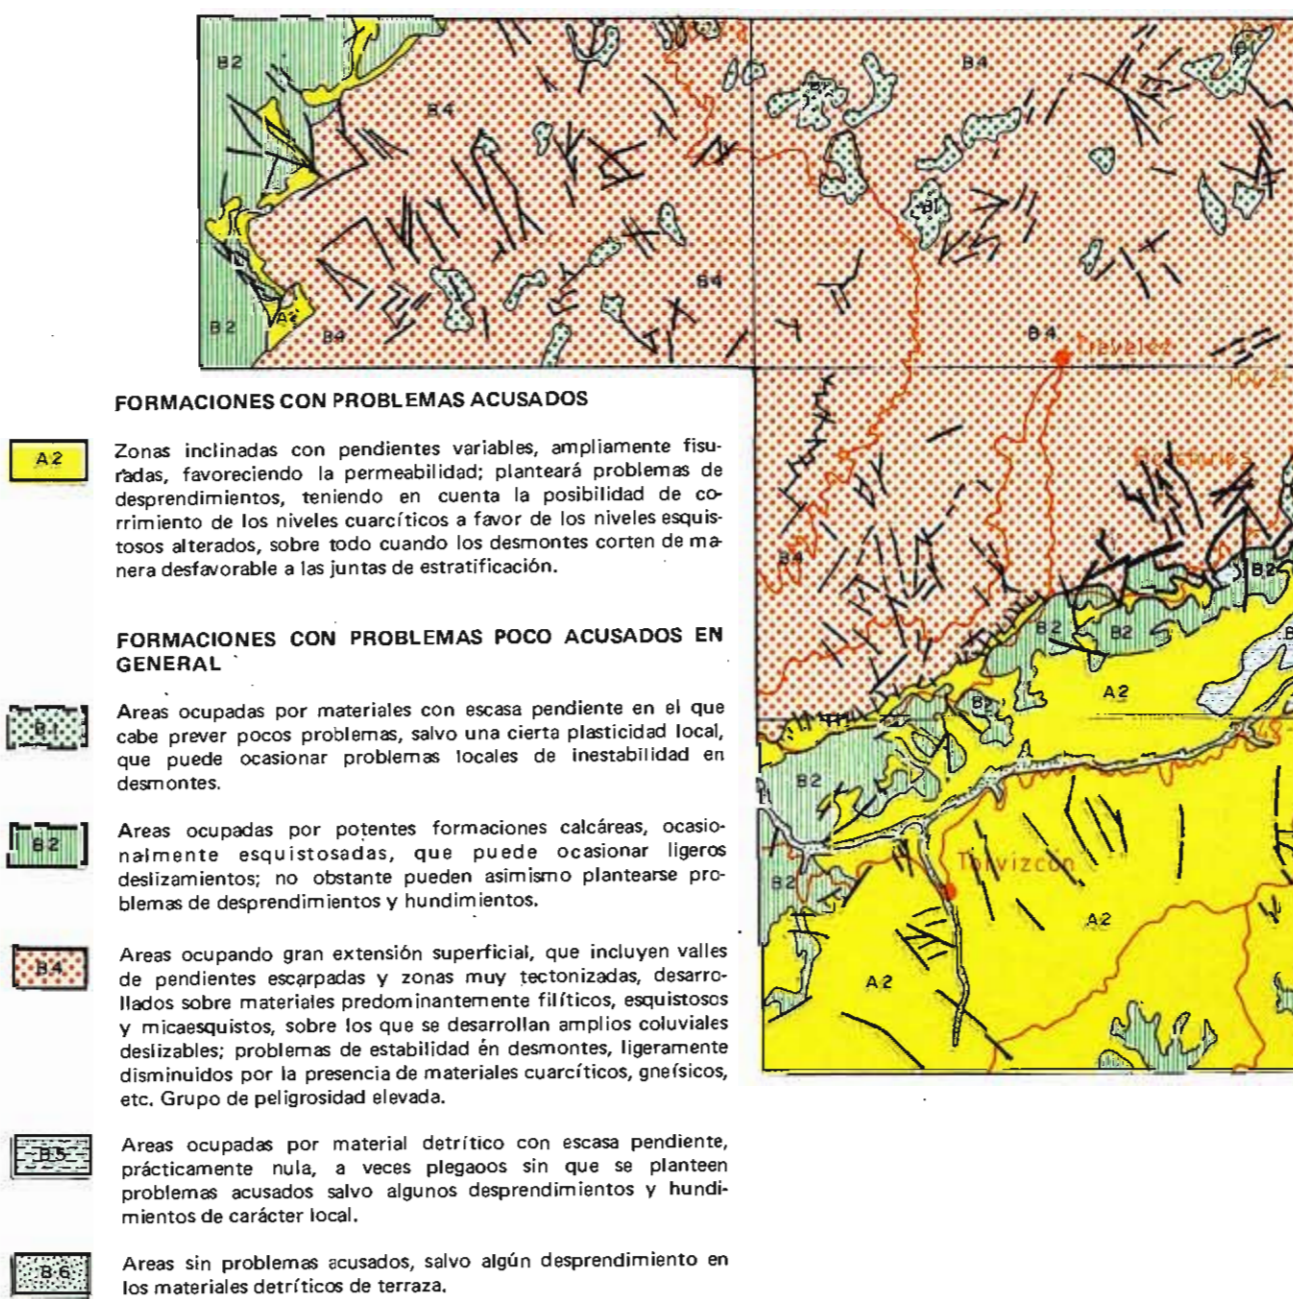 B2
B4
B4
B1
B4
B1
B4
B2
A2
B4
B4
Trevelez
1042
B4
B2
B2
B2
A2
B2
B2
A
Torvizcón
B2
A2
A2
FORMACIONES CON PROBLEMAS ACUSADOS
A2
Zonas inclinadas con pendientes variables, ampliamente fisu-
radas, favoreciendo la permeabilidad; planteará problemas de
desprendimientos, teniendo en cuenta la posibilidad de co-
rrimiento de los niveles cuarcíticos a favor de los niveles esquis-
tosos alterados, sobre todo cuando los desmontes corten de ma-
nera desfavorable a las juntas de estratificación.
FORMACIONES CON PROBLEMAS POCO ACUSADOS EN
GENERAL
B1
Areas ocupadas por materiales con escasa pendiente en el que
cabe prever pocos problemas, salvo una cierta plasticidad local,
que puede ocasionar problemas locales de inestabilidad en
desmontes.
B2
Areas ocupadas por potentes formaciones calcáreas, ocasio-
nalmente esquistosadas, que puede ocasionar ligeros
deslizamientos; no obstante pueden asimismo plantearse pro-
blemas de desprendimientos y hundimientos.
B4
Areas ocupando gran extensión superficial, que incluyen valles
de pendientes escarpadas y zonas muy tectonizadas, desarro-
llados sobre materiales predominantemente filíticos, esquistosos
y micaesquistos, sobre los que se desarrollan amplios coluviales
deslizables; problemas de estabilidad én desmontes, ligeramente
disminuidos por la presencia de materiales cuarcíticos, gneísicos,
etc. Grupo de peligrosidad elevada.
B5
Areas ocupadas por material detrítico con escasa pendiente,
prácticamente nula, a veces plegaoos sin que se planteen
problemas acusados salvo algunos desprendimientos y hundi-
mientos de carácter local.
B6
Areas sin problemas acusados, salvo algún desprendimiento en
los materiales detríticos de terraza.